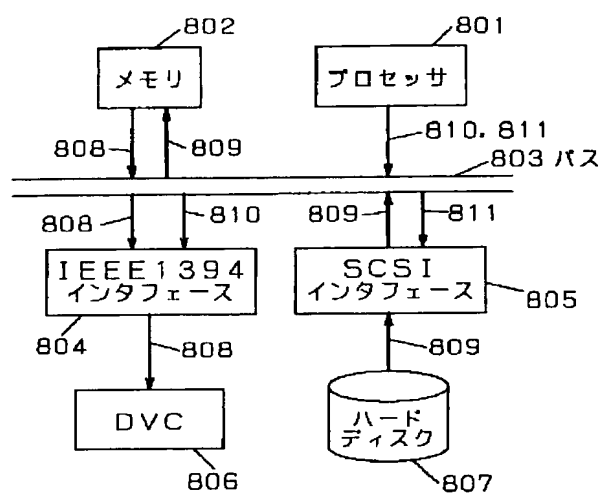 802
801
メモリ
プロセッサ
808
809
810, 811
803 バス
808
810
809
811
IEEE1394
インタフェース
SCSI
インタフェース
804
805
808
809
DVC
ハード
ディスク
806
807